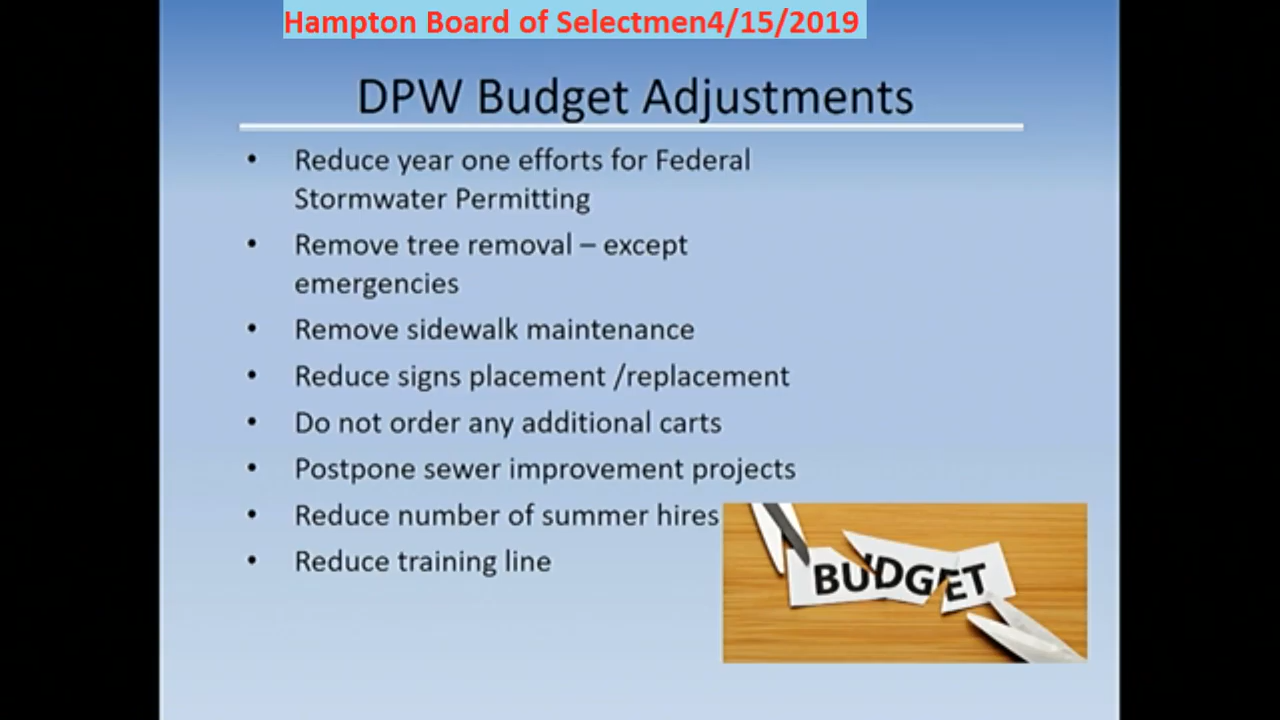 Hampton Board of Selectmen4/15/2019
DPW Budget Adjustments
• Reduce year one efforts for Federal
Stormwater Permitting
• Remove tree removal – except
emergencies
• Remove sidewalk maintenance
• Reduce signs placement /replacement
• Do not order any additional carts
• Postpone sewer improvement projects
• Reduce number of summer hires
• Reduce training line
BUDGET